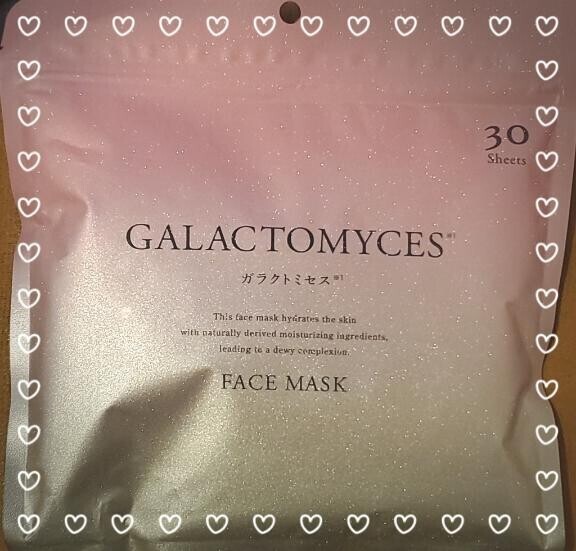 30
Sheets
GALACTOMYCES※1
ガラクトミセス※1
This face mask hydrates the skin
with naturally derived moisturizing ingredients,
leading to a dewy complexion.
FACE MASK